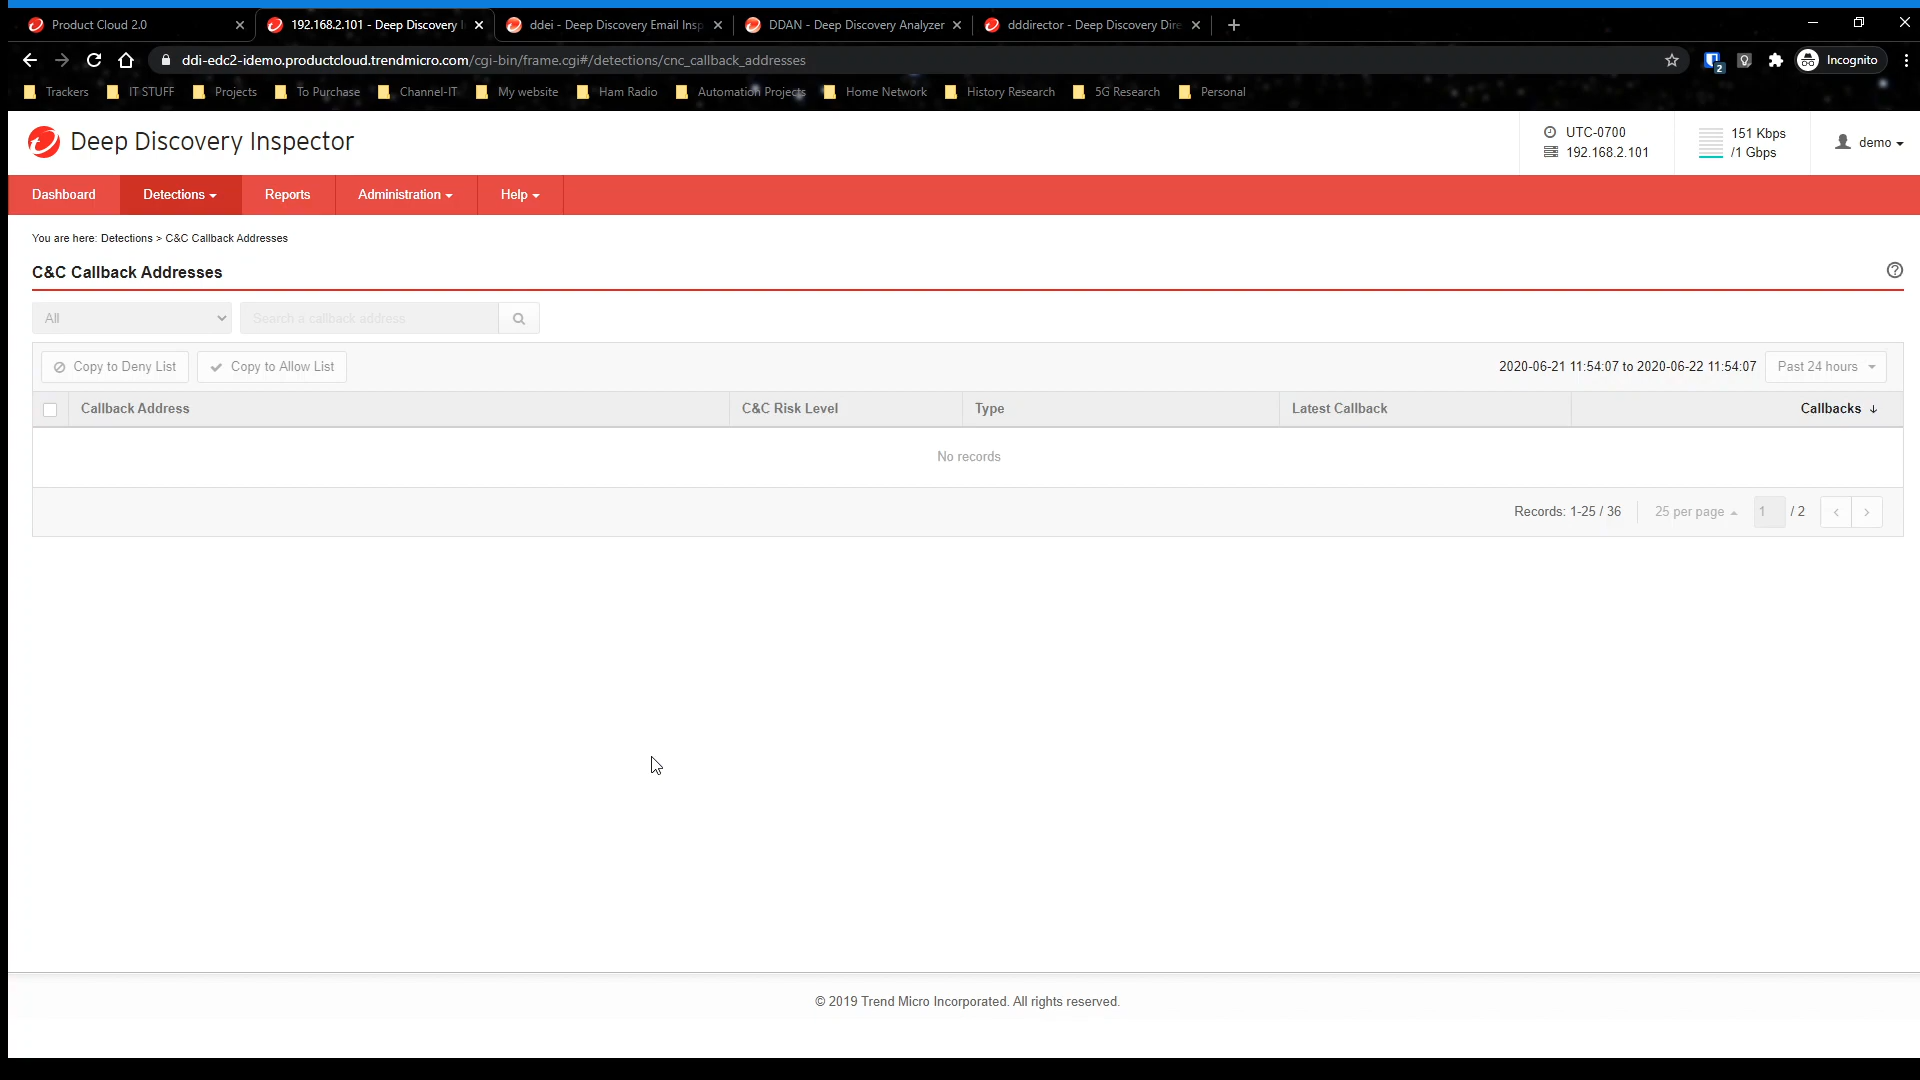 Product Cloud 2.0
192.168.2.101 - Deep Discovery I
ddei - Deep Discovery Email Insp
DDAN - Deep Discovery Analyzer
dddirector - Deep Discovery Dire
ddi-edc2-idemo.productcloud.trendmicro.com/cgi-bin/frame.cgi#/detections/cnc_callback_addresses
2
Incognito
Trackers
IT STUFF
Projects
To Purchase
Channel-IT
My website
Ham Radio
Automation Projects
Home Network
History Research
5G Research
Personal
Deep Discovery Inspector
UTC-0700
192.168.2.101
151 Kbps
/1 Gbps
demo
Dashboard
Detections
Reports
Administration
Help
You are here: Detections > C&C Callback Addresses
C&C Callback Addresses
All
Search a callback address
Copy to Deny List
Copy to Allow List
2020-06-21 11:54:07 to 2020-06-22 11:54:07
Past 24 hours
Callback Address
C&C Risk Level
Type
Latest Callback
Callbacks
No records
Records: 1-25 / 36
25 per page
1
/ 2
© 2019 Trend Micro Incorporated. All rights reserved.